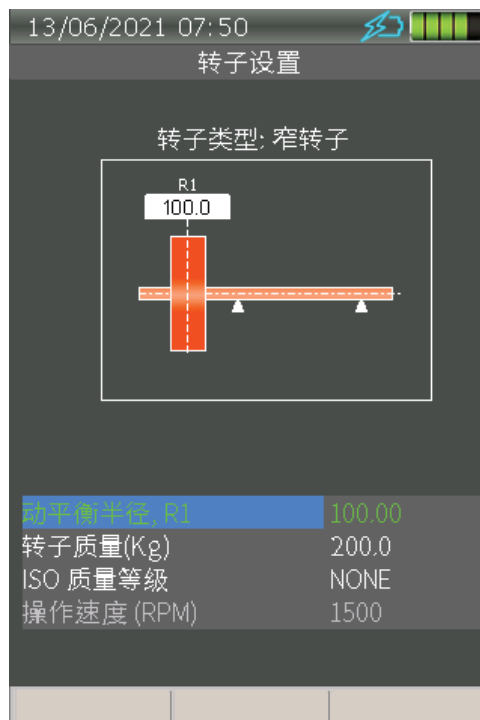 13/06/2021 07:50
转子设置
转子类型: 窄转子
R1
100.0
动平衡半径, R1 100.00
转子质量(Kg) 200.0
ISO 质量等级 NONE
操作速度 (RPM) 1500